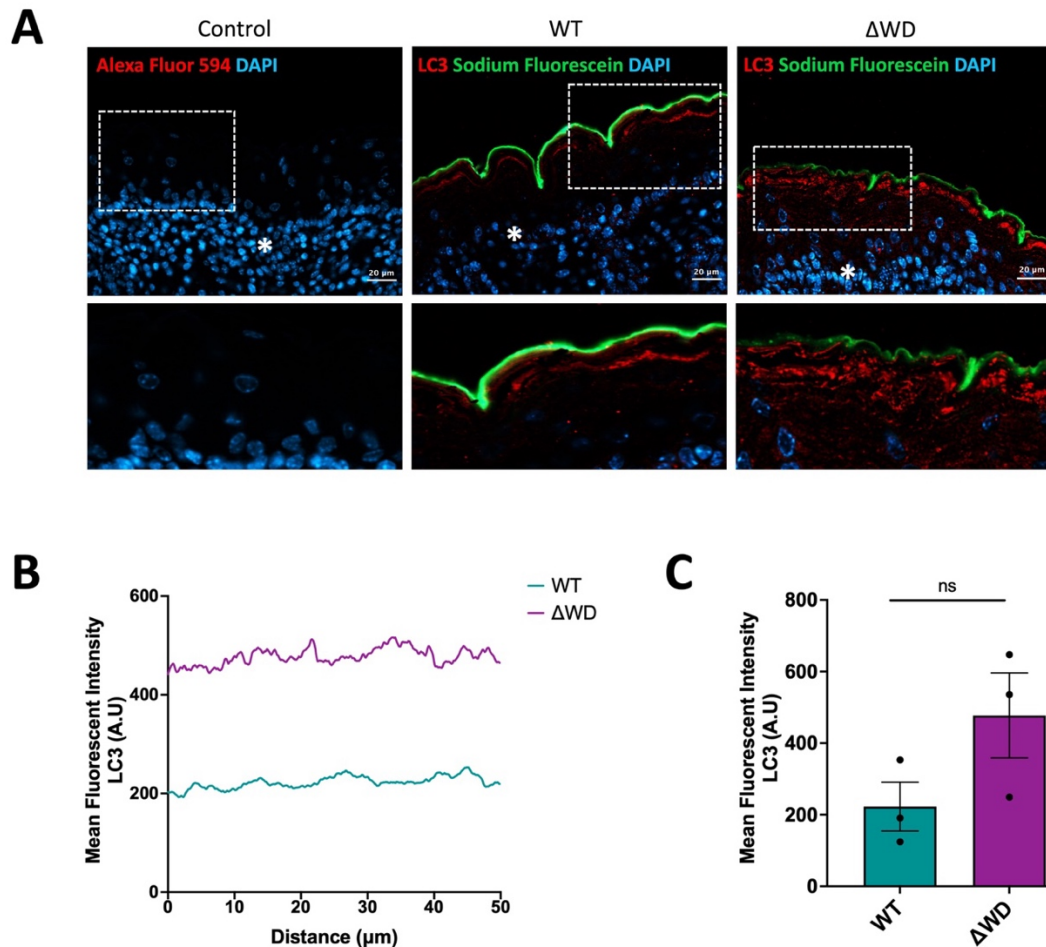 A
Control
WT
ΔWD
Alexa Fluor 594 DAPI
LC3 Sodium Fluorescein DAPI
LC3 Sodium Fluorescein DAPI
*
*
*
20 µm
20 µm
20 µm
B
Mean Fluorescent Intensity
LC3 (A.U)
600
400
200
0
0 10 20 30 40 50
Distance (µm)
WT
ΔWD
C
Mean Fluorescent Intensity
LC3 (A.U)
800
600
400
200
0
ns
WT
ΔWD